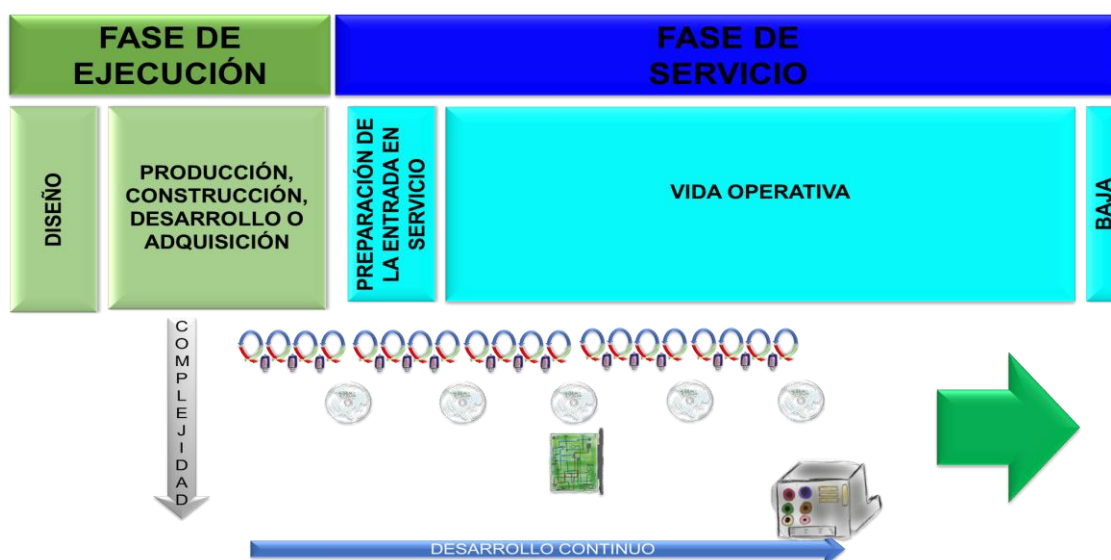 FASE DE
EJECUCIÓN
FASE DE
SERVICIO
DISEÑO
PRODUCCIÓN,
CONSTRUCCIÓN,
DESARROLLO O
ADQUISICIÓN
PREPARACIÓN DE
LA ENTRADA EN
SERVICIO
VIDA OPERATIVA
BAJA
COMPLEJIDAD
DESARROLLO CONTINUO